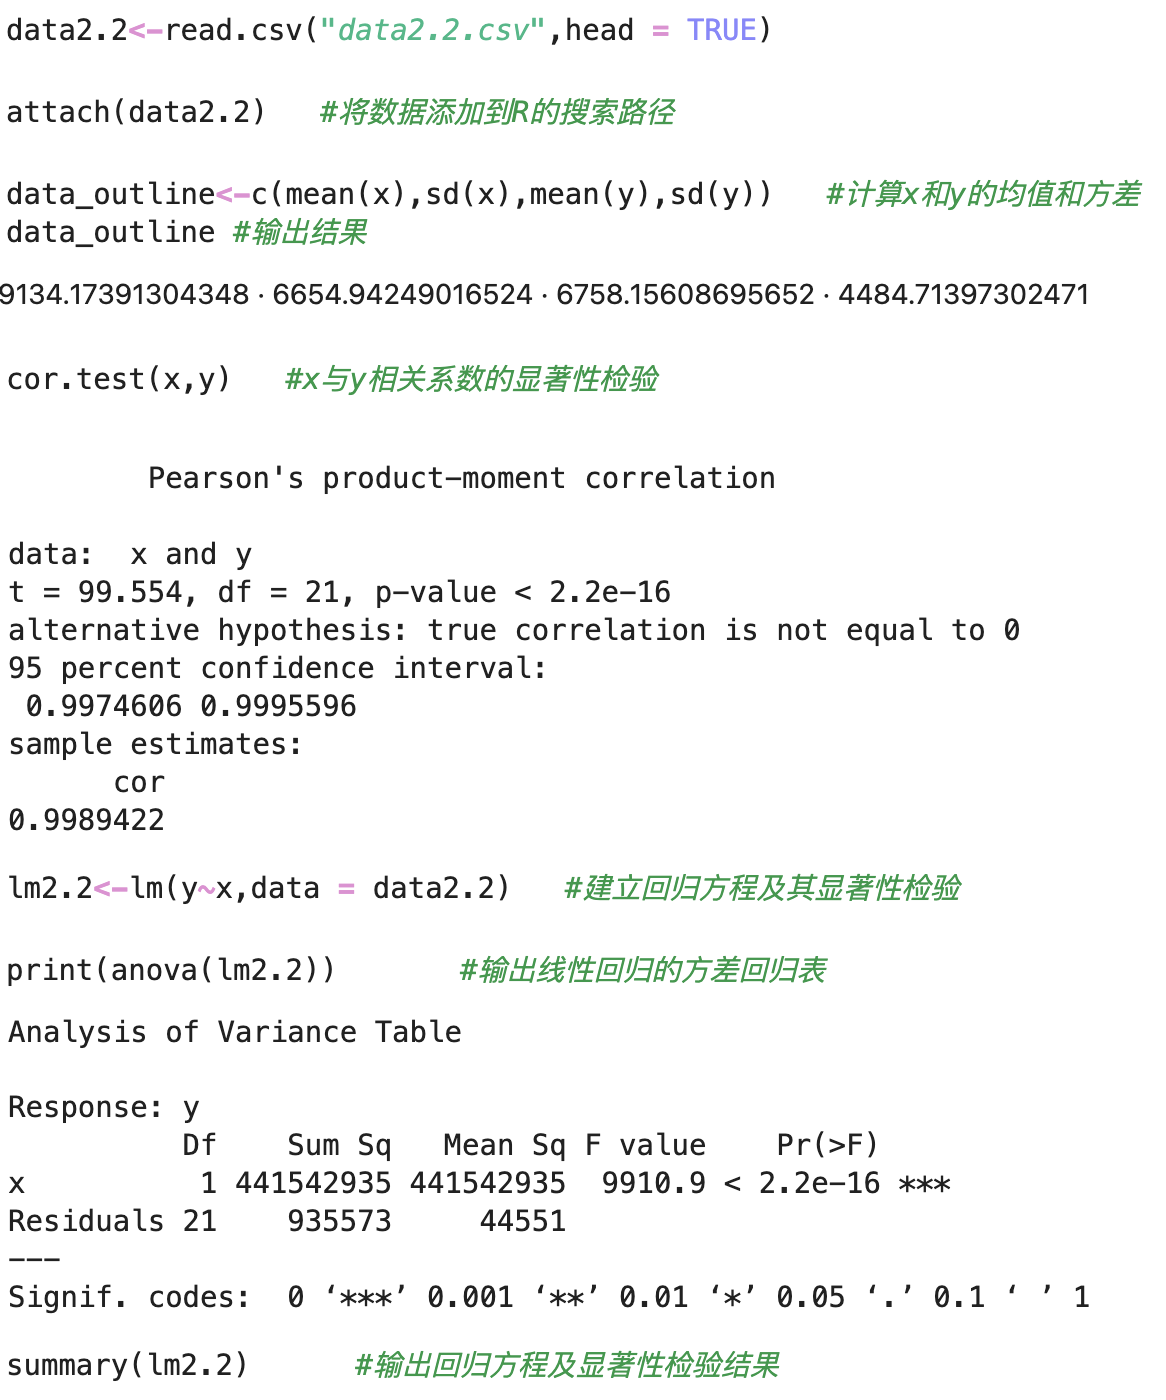 data2.2<-read.csv("data2.2.csv",head = TRUE)
attach(data2.2)   #将数据添加到R的搜索路径
data_outline<-c(mean(x),sd(x),mean(y),sd(y))   #计算x和y的均值和方差
data_outline #输出结果
9134.17391304348 · 6654.94249016524 · 6758.15608695652 · 4484.71397302471
cor.test(x,y)   #x与y相关系数的显著性检验
Pearson's product-moment correlation
data:  x and y
t = 99.554, df = 21, p-value < 2.2e-16
alternative hypothesis: true correlation is not equal to 0
95 percent confidence interval:
 0.9974606 0.9995596
sample estimates:
      cor
0.9989422
lm2.2<-lm(y~x,data = data2.2)   #建立回归方程及其显著性检验
print(anova(lm2.2))       #输出线性回归的方差回归表
Analysis of Variance Table
Response: y
          Df    Sum Sq   Mean Sq F value    Pr(>F)
x          1 441542935 441542935  9910.9 < 2.2e-16 ***
Residuals 21    935573     44551
---
Signif. codes:  0 ‘***’ 0.001 ‘**’ 0.01 ‘*’ 0.05 ‘.’ 0.1 ‘ ’ 1
summary(lm2.2)      #输出回归方程及显著性检验结果